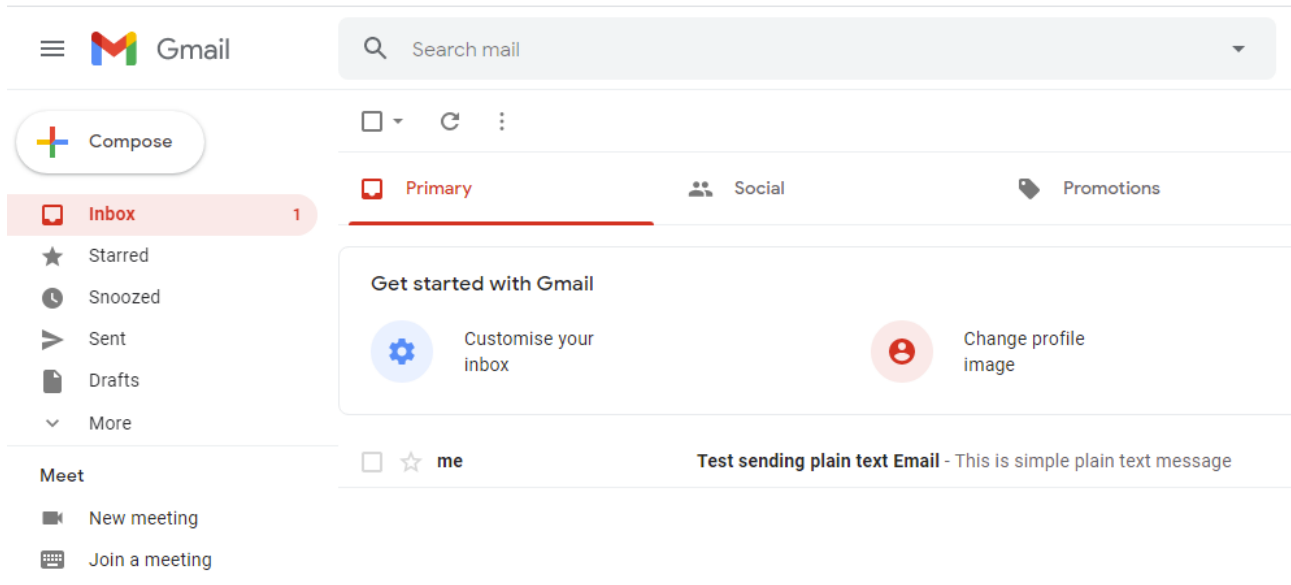 Gmail
Search mail
Compose
Primary
Social
Promotions
Inbox 1
Starred
Snoozed
Sent
Drafts
More
Get started with Gmail
Customise your
inbox
Change profile
image
me Test sending plain text Email - This is simple plain text message
Meet
New meeting
Join a meeting